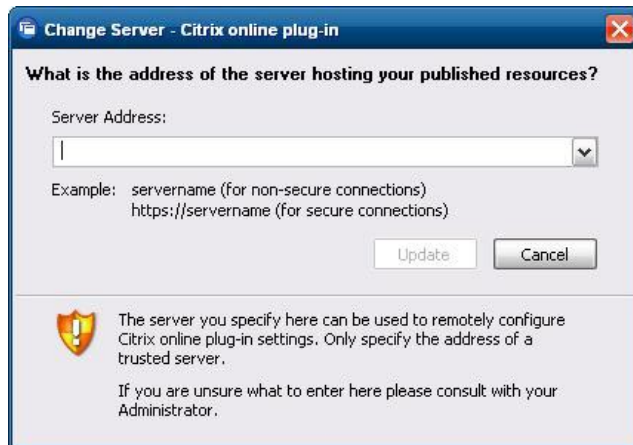 Change Server - Citrix online plug-in
What is the address of the server hosting your published resources?
Server Address:
Example: servername (for non-secure connections)
https://servername (for secure connections)
Update Cancel
The server you specify here can be used to remotely configure
Citrix online plug-in settings. Only specify the address of a
trusted server.
If you are unsure what to enter here please consult with your
Administrator.